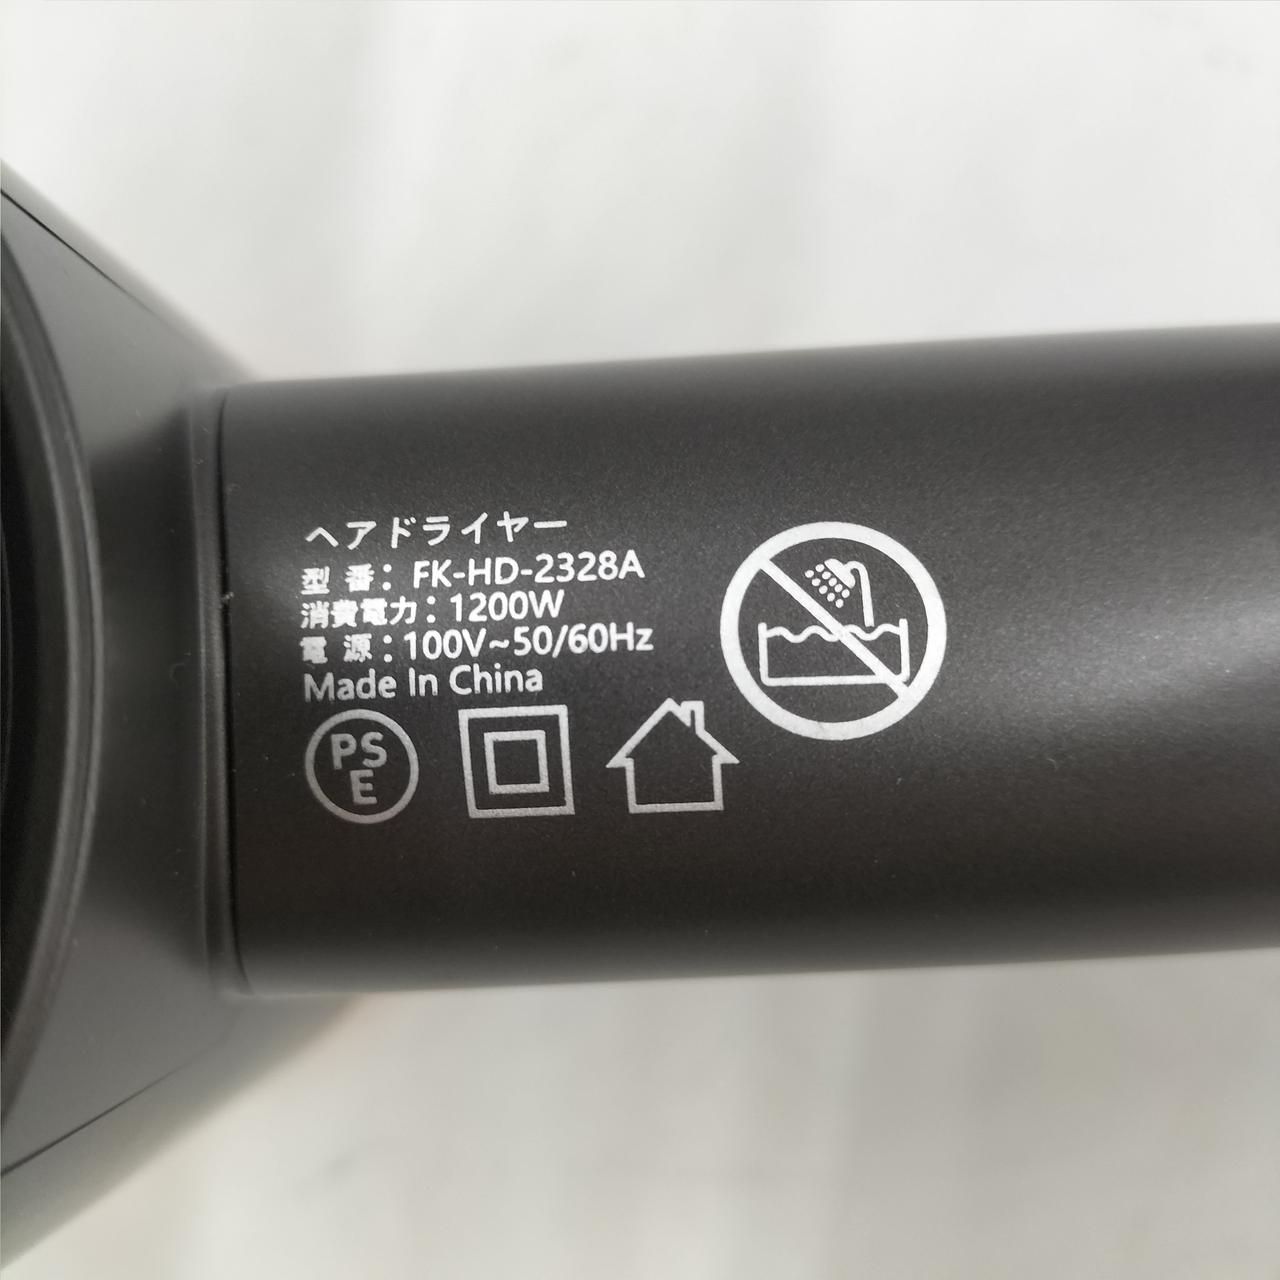 ヘアドライヤー
型 番：FK-HD-2328A
消費電力：1200W
電 源：100V~50/60Hz
Made In China
PS
E